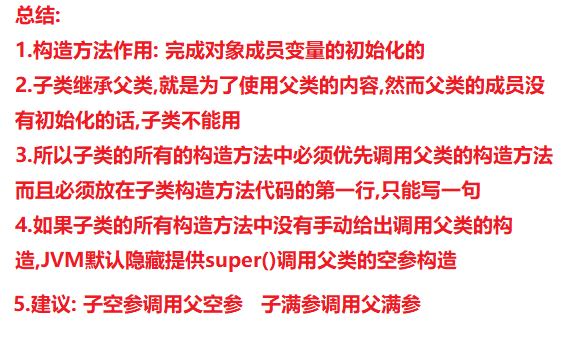 总结:
1.构造方法作用: 完成对象成员变量的初始化的
2.子类继承父类,就是为了使用父类的内容,然而父类的成员没
有初始化的话,子类不能用
3.所以子类的所有的构造方法中必须优先调用父类的构造方法
而且必须放在子类构造方法代码的第一行,只能写一句
4.如果子类的所有构造方法中没有手动给出调用父类的构
造,JVM默认隐藏提供super()调用父类的空参构造
5.建议: 子空参调用父空参 子满参调用父满参